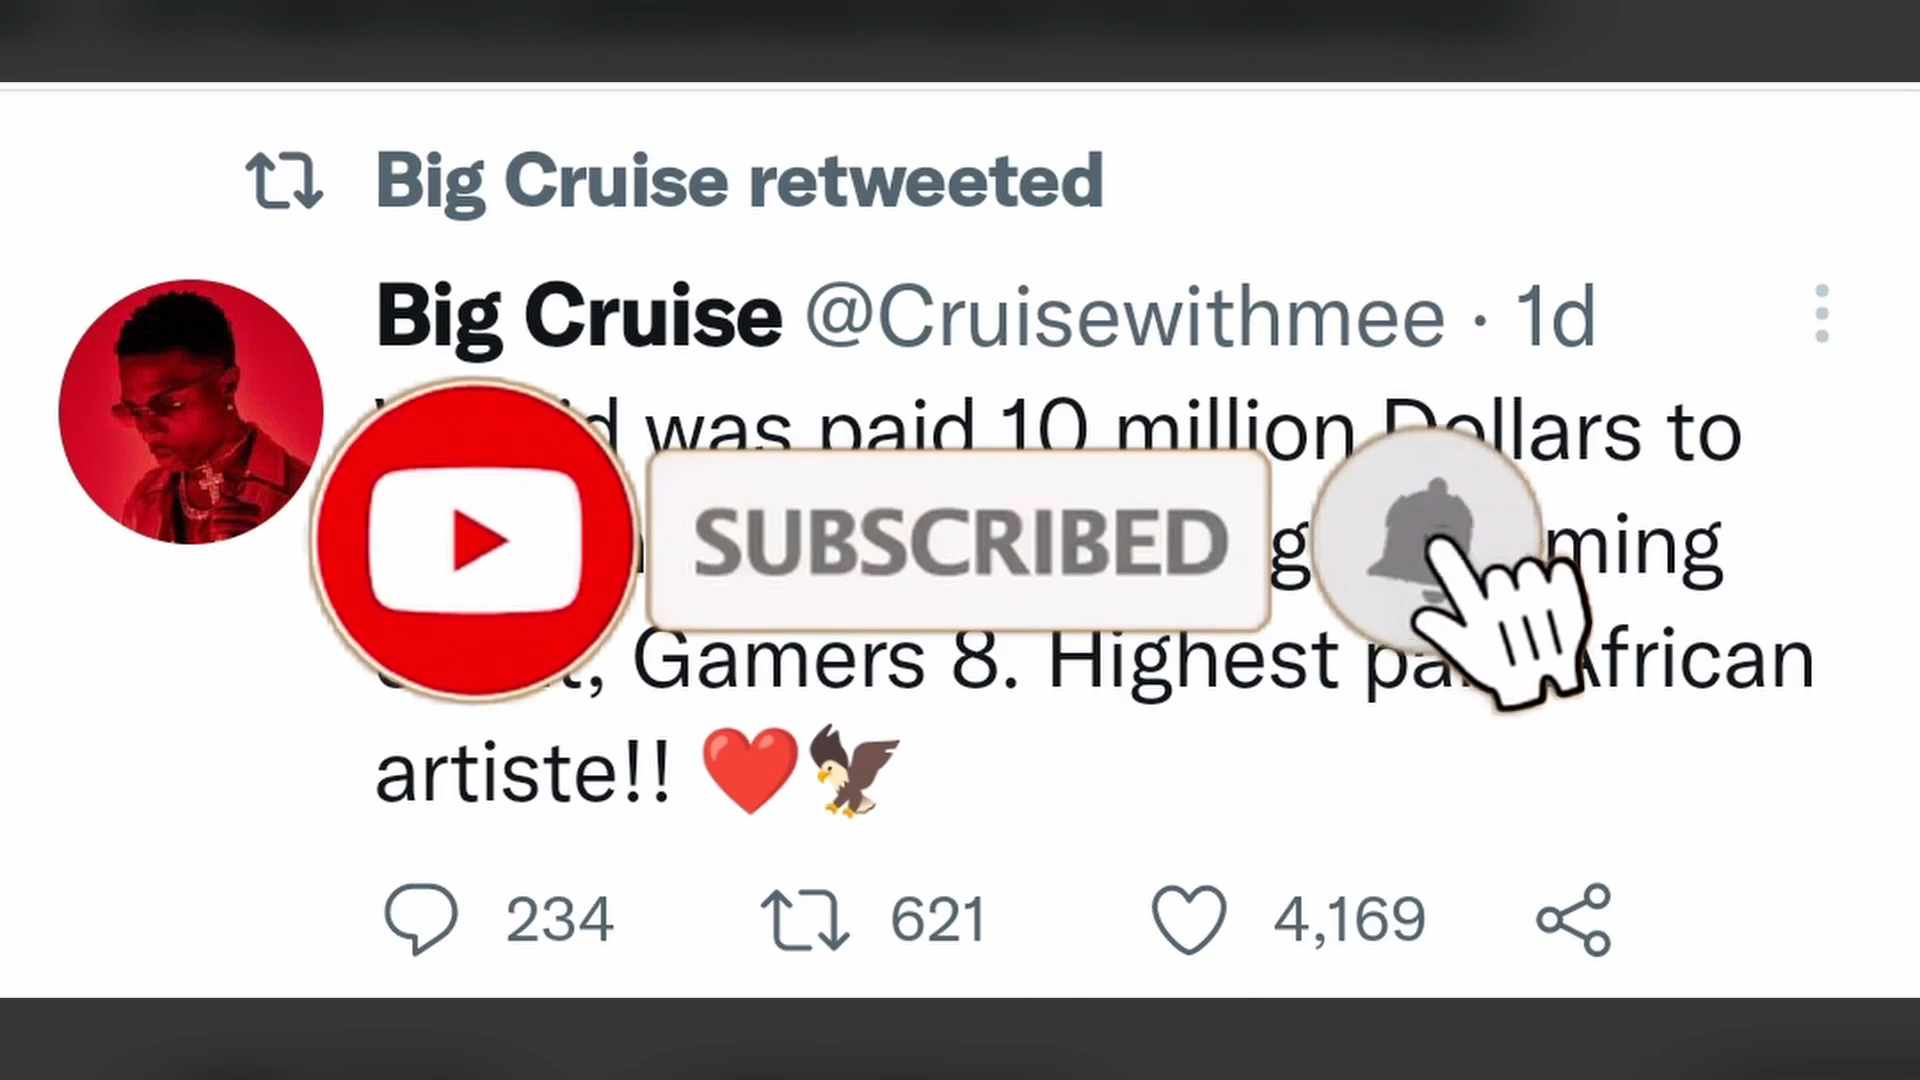 Big Cruise retweeted
Big Cruise @Cruisewithmee · 1d
was paid 10 million Dollars to
SUBSCRIBED
Gamers 8. Highest African
artiste!! ❤️🦅
234 621 4,169